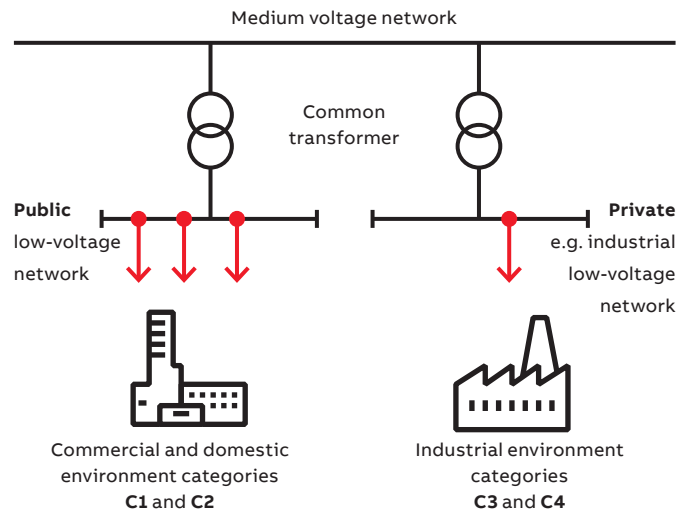 Medium voltage network
Common
transformer
Public
low-voltage
network
Private
e.g. industrial
low-voltage
network
Commercial and domestic
environment categories
C1 and C2
Industrial environment
categories
C3 and C4